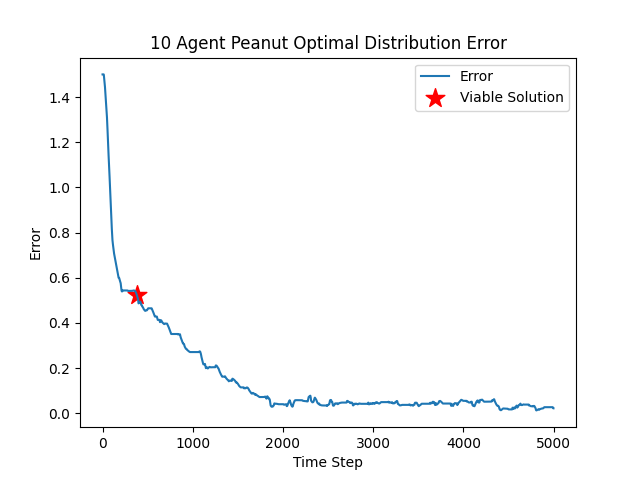 10 Agent Peanut Optimal Distribution Error
Error
Viable Solution
1.4
1.2
1.0
0.8
0.6
0.4
0.2
0.0
Error
0 1000 2000 3000 4000 5000
Time Step